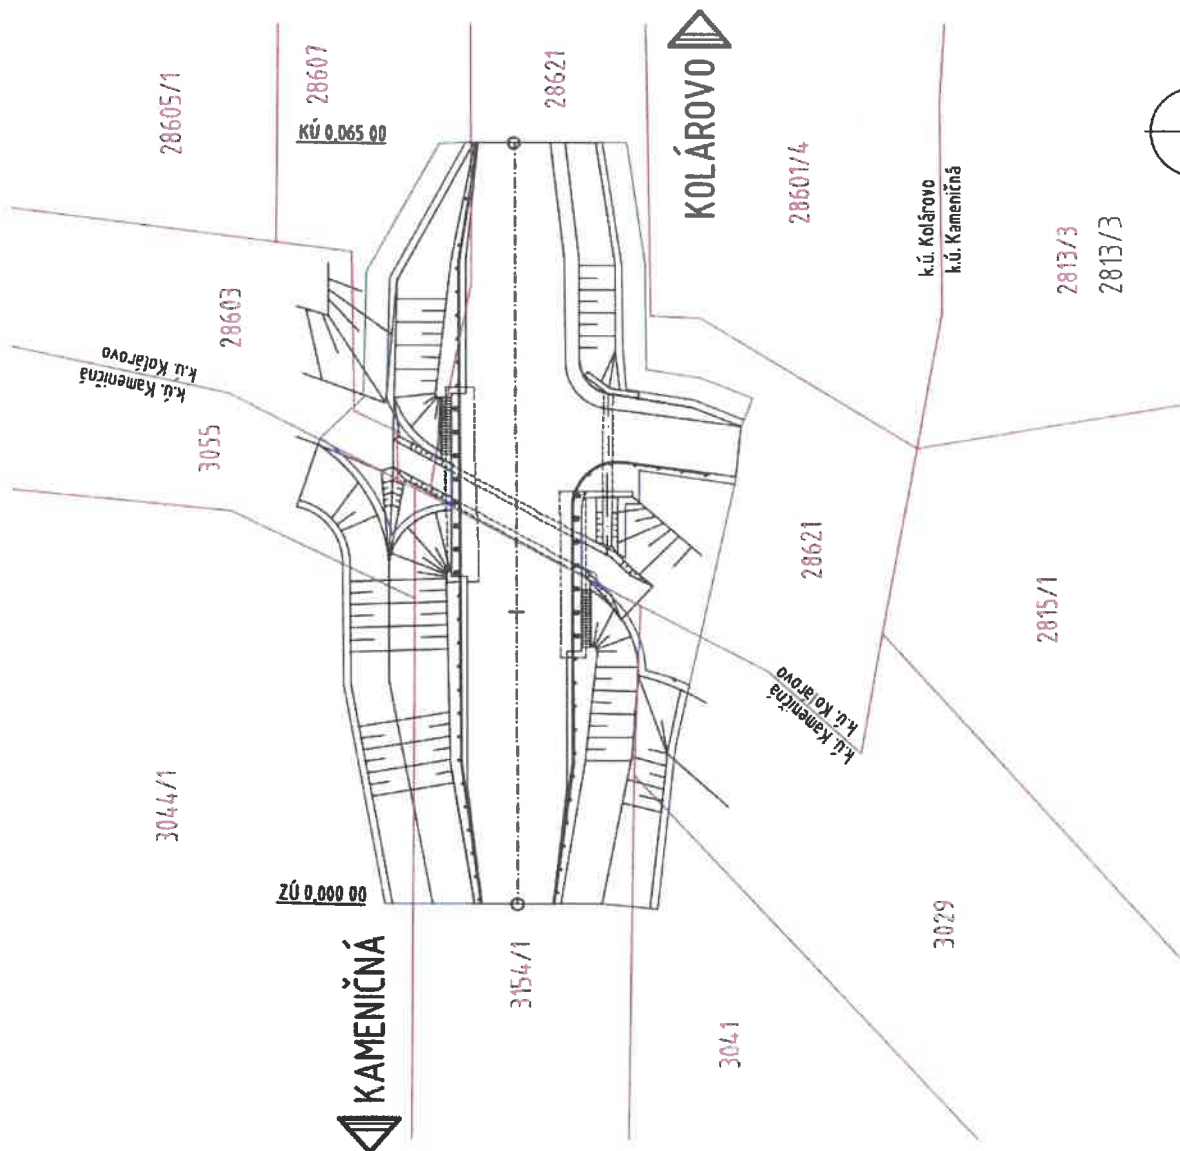 28605/1
28607
KÚ 0,065 00
28621
KOLÁROVO
28603
k.ú. Kolárovo
k.ú. Kameničná
3055
28601/4
k.ú. Kolárovo
k.ú. Kameničná
2813/3
2813/3
28621
2815/1
k.ú. Kolárovo
k.ú. Kameničná
3044/1
ZÚ 0,000 00
KAMENIČNÁ
3154/1
3029
3041